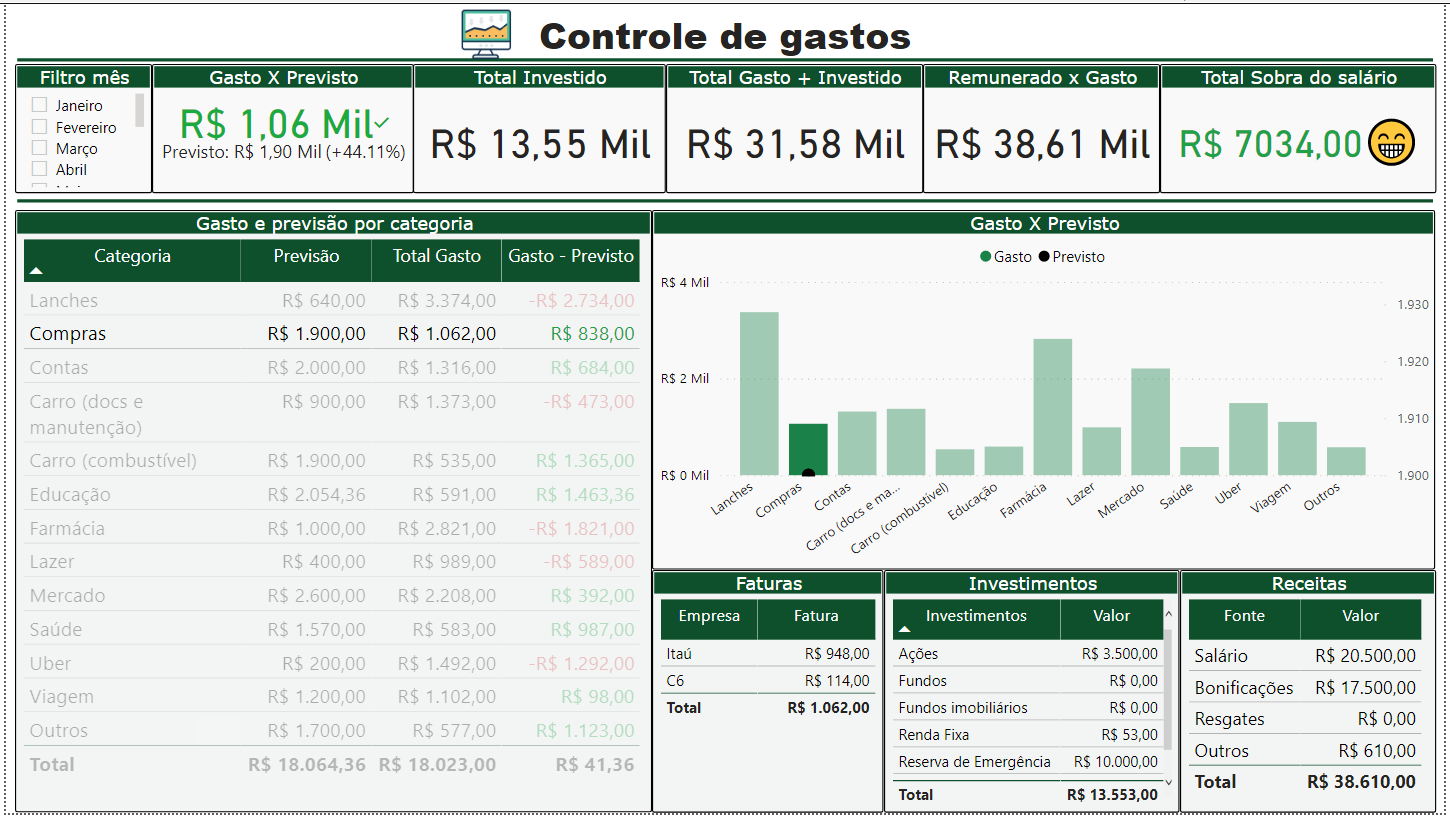 Controle de gastos
Filtro mês
Janeiro
Fevereiro
Março
Abril
Gasto X Previsto
R$ 1,06 Mil✓
Previsto: R$ 1,90 Mil (+44.11%)
Total Investido
R$ 13,55 Mil
Total Gasto + Investido
R$ 31,58 Mil
Remunerado x Gasto
R$ 38,61 Mil
Total Sobra do salário
R$ 7034,00
Gasto e previsão por categoria
Categoria Previsão Total Gasto Gasto - Previsto
Lanches R$ 640,00 R$ 3.374,00 -R$ 2.734,00
Compras R$ 1.900,00 R$ 1.062,00 R$ 838,00
Contas R$ 2.000,00 R$ 1.316,00 R$ 684,00
Carro (docs e R$ 900,00 R$ 1.373,00 -R$ 473,00
manutenção)
Carro (combustível) R$ 1.900,00 R$ 535,00 R$ 1.365,00
Educação R$ 2.054,36 R$ 591,00 R$ 1.463,36
Farmácia R$ 1.000,00 R$ 2.821,00 -R$ 1.821,00
Lazer R$ 400,00 R$ 989,00 -R$ 589,00
Mercado R$ 2.600,00 R$ 2.208,00 R$ 392,00
Saúde R$ 1.570,00 R$ 583,00 R$ 987,00
Uber R$ 200,00 R$ 1.492,00 -R$ 1.292,00
Viagem R$ 1.200,00 R$ 1.102,00 R$ 98,00
Outros R$ 1.700,00 R$ 577,00 R$ 1.123,00
Total R$ 18.064,36 R$ 18.023,00 R$ 41,36
Gasto X Previsto
Gasto Previsto
R$ 4 Mil
R$ 2 Mil
R$ 0 Mil
1.930
1.920
1.910
1.900
Lanches
Compras
Contas
Carro (docs e ma...
Carro (combustível)
Educação
Farmácia
Lazer
Mercado
Saúde
Uber
Viagem
Outros
Faturas
Empresa Fatura
Itaú R$ 948,00
C6 R$ 114,00
Total R$ 1.062,00
Investimentos
Investimentos Valor
Ações R$ 3.500,00
Fundos R$ 0,00
Fundos imobiliários R$ 0,00
Renda Fixa R$ 53,00
Reserva de Emergência R$ 10.000,00
Total R$ 13.553,00
Receitas
Fonte Valor
Salário R$ 20.500,00
Bonificações R$ 17.500,00
Resgates R$ 0,00
Outros R$ 610,00
Total R$ 38.610,00